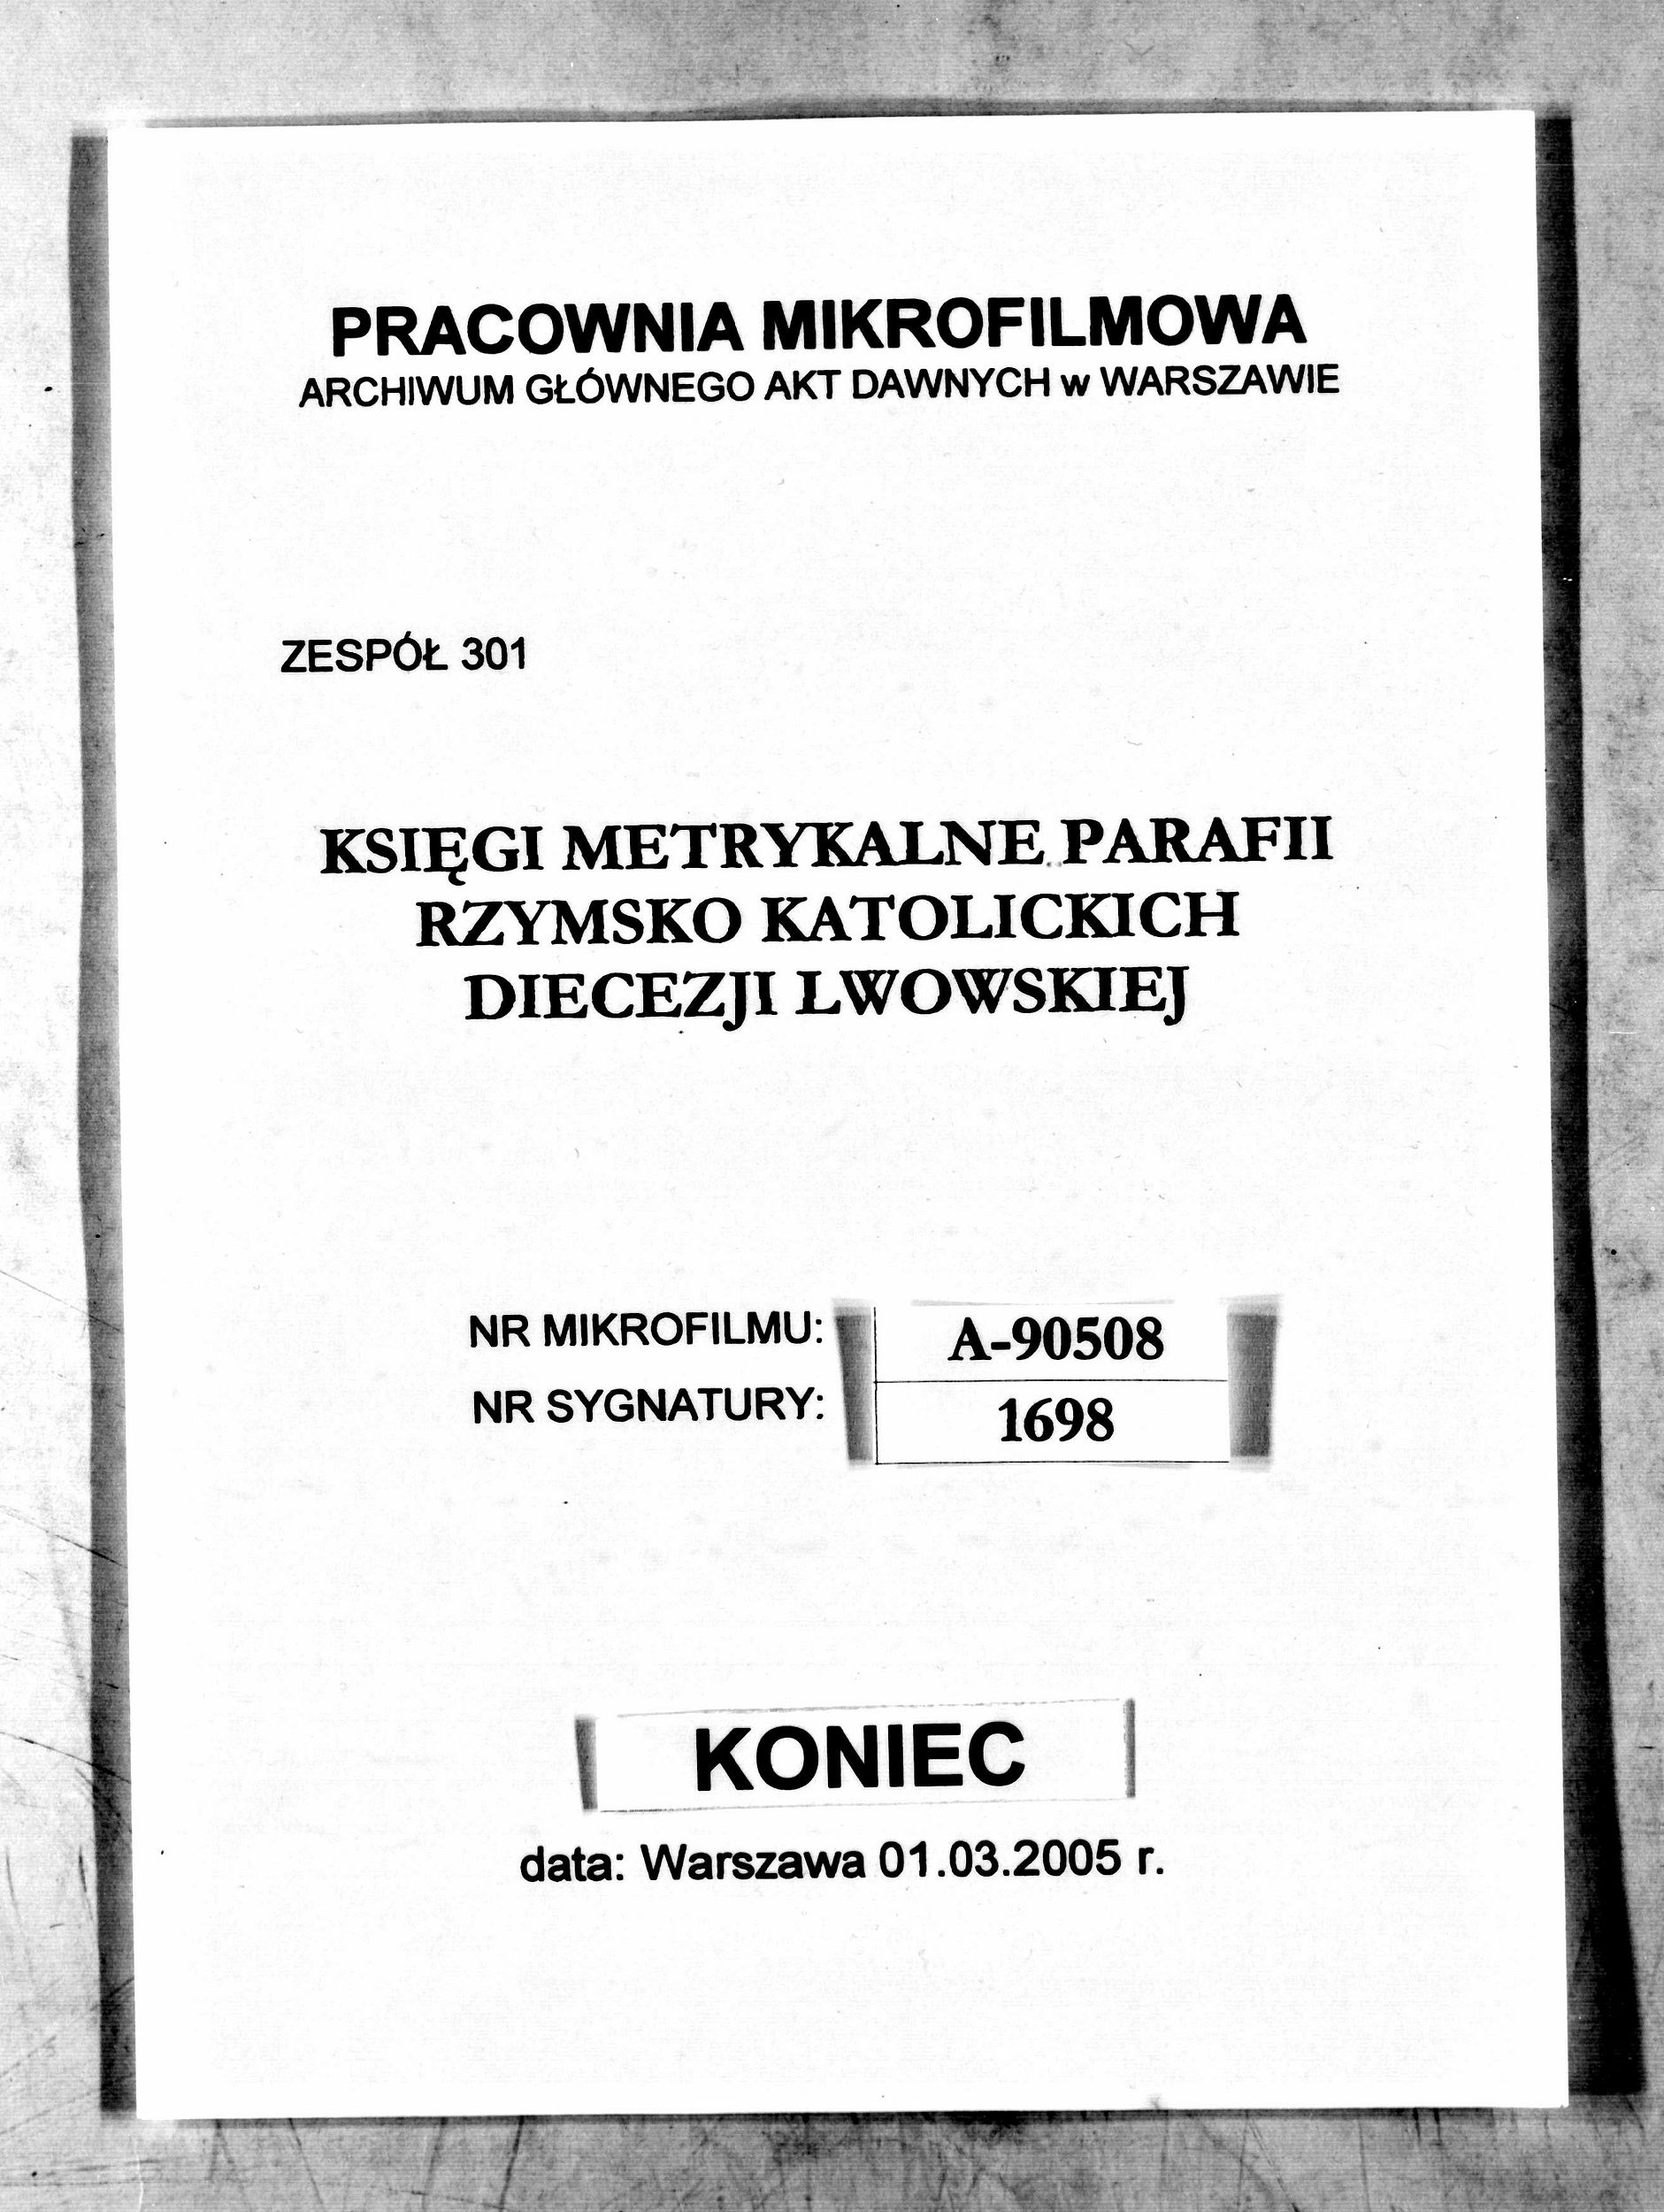 PRACOWNIA MIKROFILMOWA
ARCHIWUM GŁÓWNEGO AKT DAWNYCH w WARSZAWIE
ZESPÓŁ 301
KSIĘGI METRYKALNE PARAFII
RZYMSKO KATOLICKICH
DIECEZJI LWOWSKIEJ
NR MIKROFILMU: A-90508
NR SYGNATURY: 1698
KONIEC
data: Warszawa 01.03.2005 r.